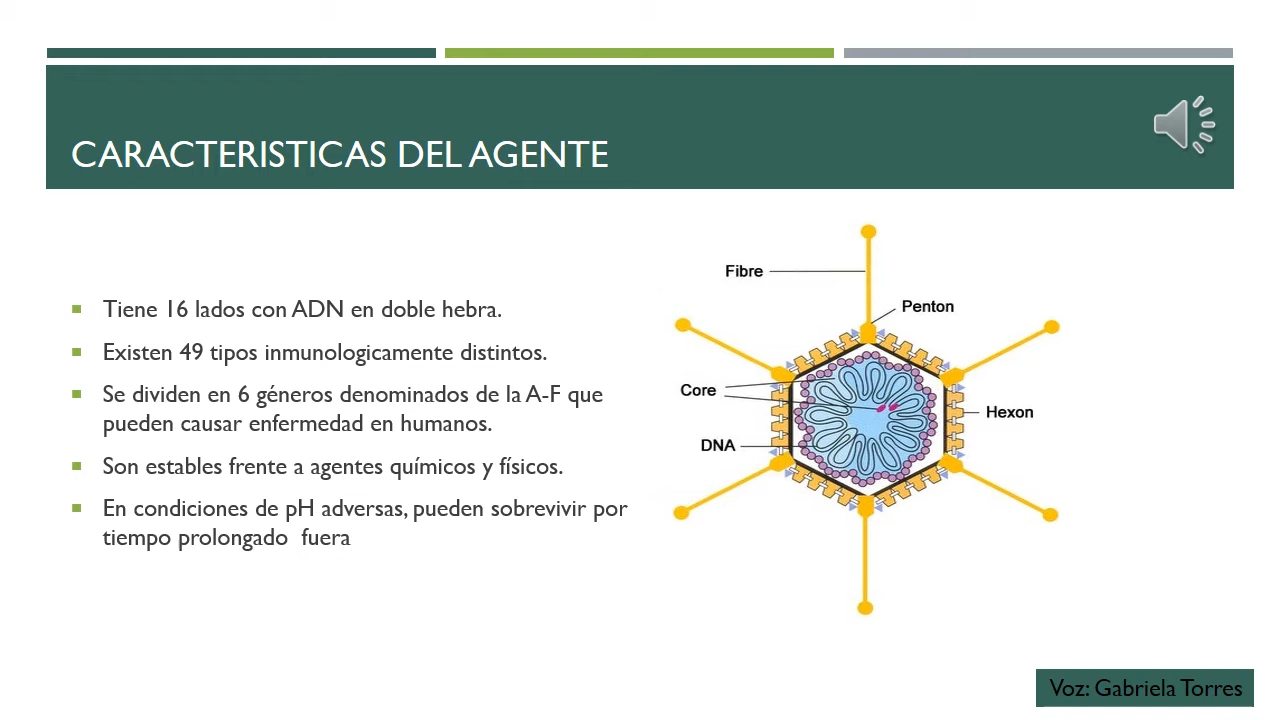 CARACTERISTICAS DEL AGENTE
Tiene 16 lados con ADN en doble hebra.
Existen 49 tipos inmunologicamente distintos.
Se dividen en 6 géneros denominados de la A-F que
pueden causar enfermedad en humanos.
Son estables frente a agentes químicos y físicos.
En condiciones de pH adversas, pueden sobrevivir por
tiempo prolongado fuera
Fibre
Penton
Core
Hexon
DNA
Voz: Gabriela Torres